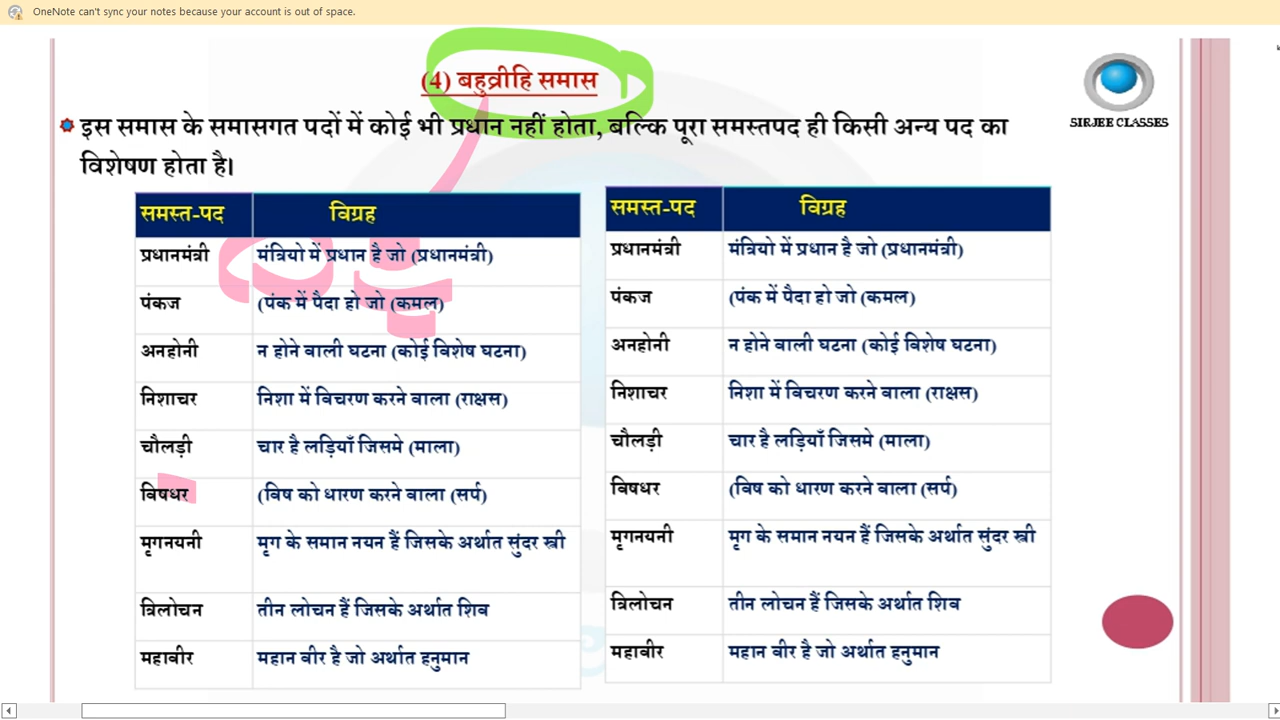 OneNote can't sync your notes because your account is out of space.
(4) बहुव्रीहि समास
SIRJEE CLASSES
इस समास के समासगत पदों में कोई भी प्रधान नहीं होता, बल्कि पूरा समस्तपद ही किसी अन्य पद का
विशेषण होता है।
समस्त-पद विग्रह
प्रधानमंत्री मंत्रियो में प्रधान है जो (प्रधानमंत्री)
पंकज (पंक में पैदा हो जो (कमल)
अनहोनी न होने वाली घटना (कोई विशेष घटना)
निशाचर निशा में विचरण करने वाला (राक्षस)
चौलड़ी चार है लड़ियाँ जिसमे (माला)
विषधर (विष को धारण करने वाला (सर्प)
मृगनयनी मृग के समान नयन हैं जिसके अर्थात सुंदर स्त्री
त्रिलोचन तीन लोचन हैं जिसके अर्थात शिव
महावीर महान वीर है जो अर्थात हनुमान
समस्त-पद विग्रह
प्रधानमंत्री मंत्रियो में प्रधान है जो (प्रधानमंत्री)
पंकज (पंक में पैदा हो जो (कमल)
अनहोनी न होने वाली घटना (कोई विशेष घटना)
निशाचर निशा में विचरण करने वाला (राक्षस)
चौलड़ी चार है लड़ियाँ जिसमे (माला)
विषधर (विष को धारण करने वाला (सर्प)
मृगनयनी मृग के समान नयन हैं जिसके अर्थात सुंदर स्त्री
त्रिलोचन तीन लोचन हैं जिसके अर्थात शिव
महावीर महान वीर है जो अर्थात हनुमान